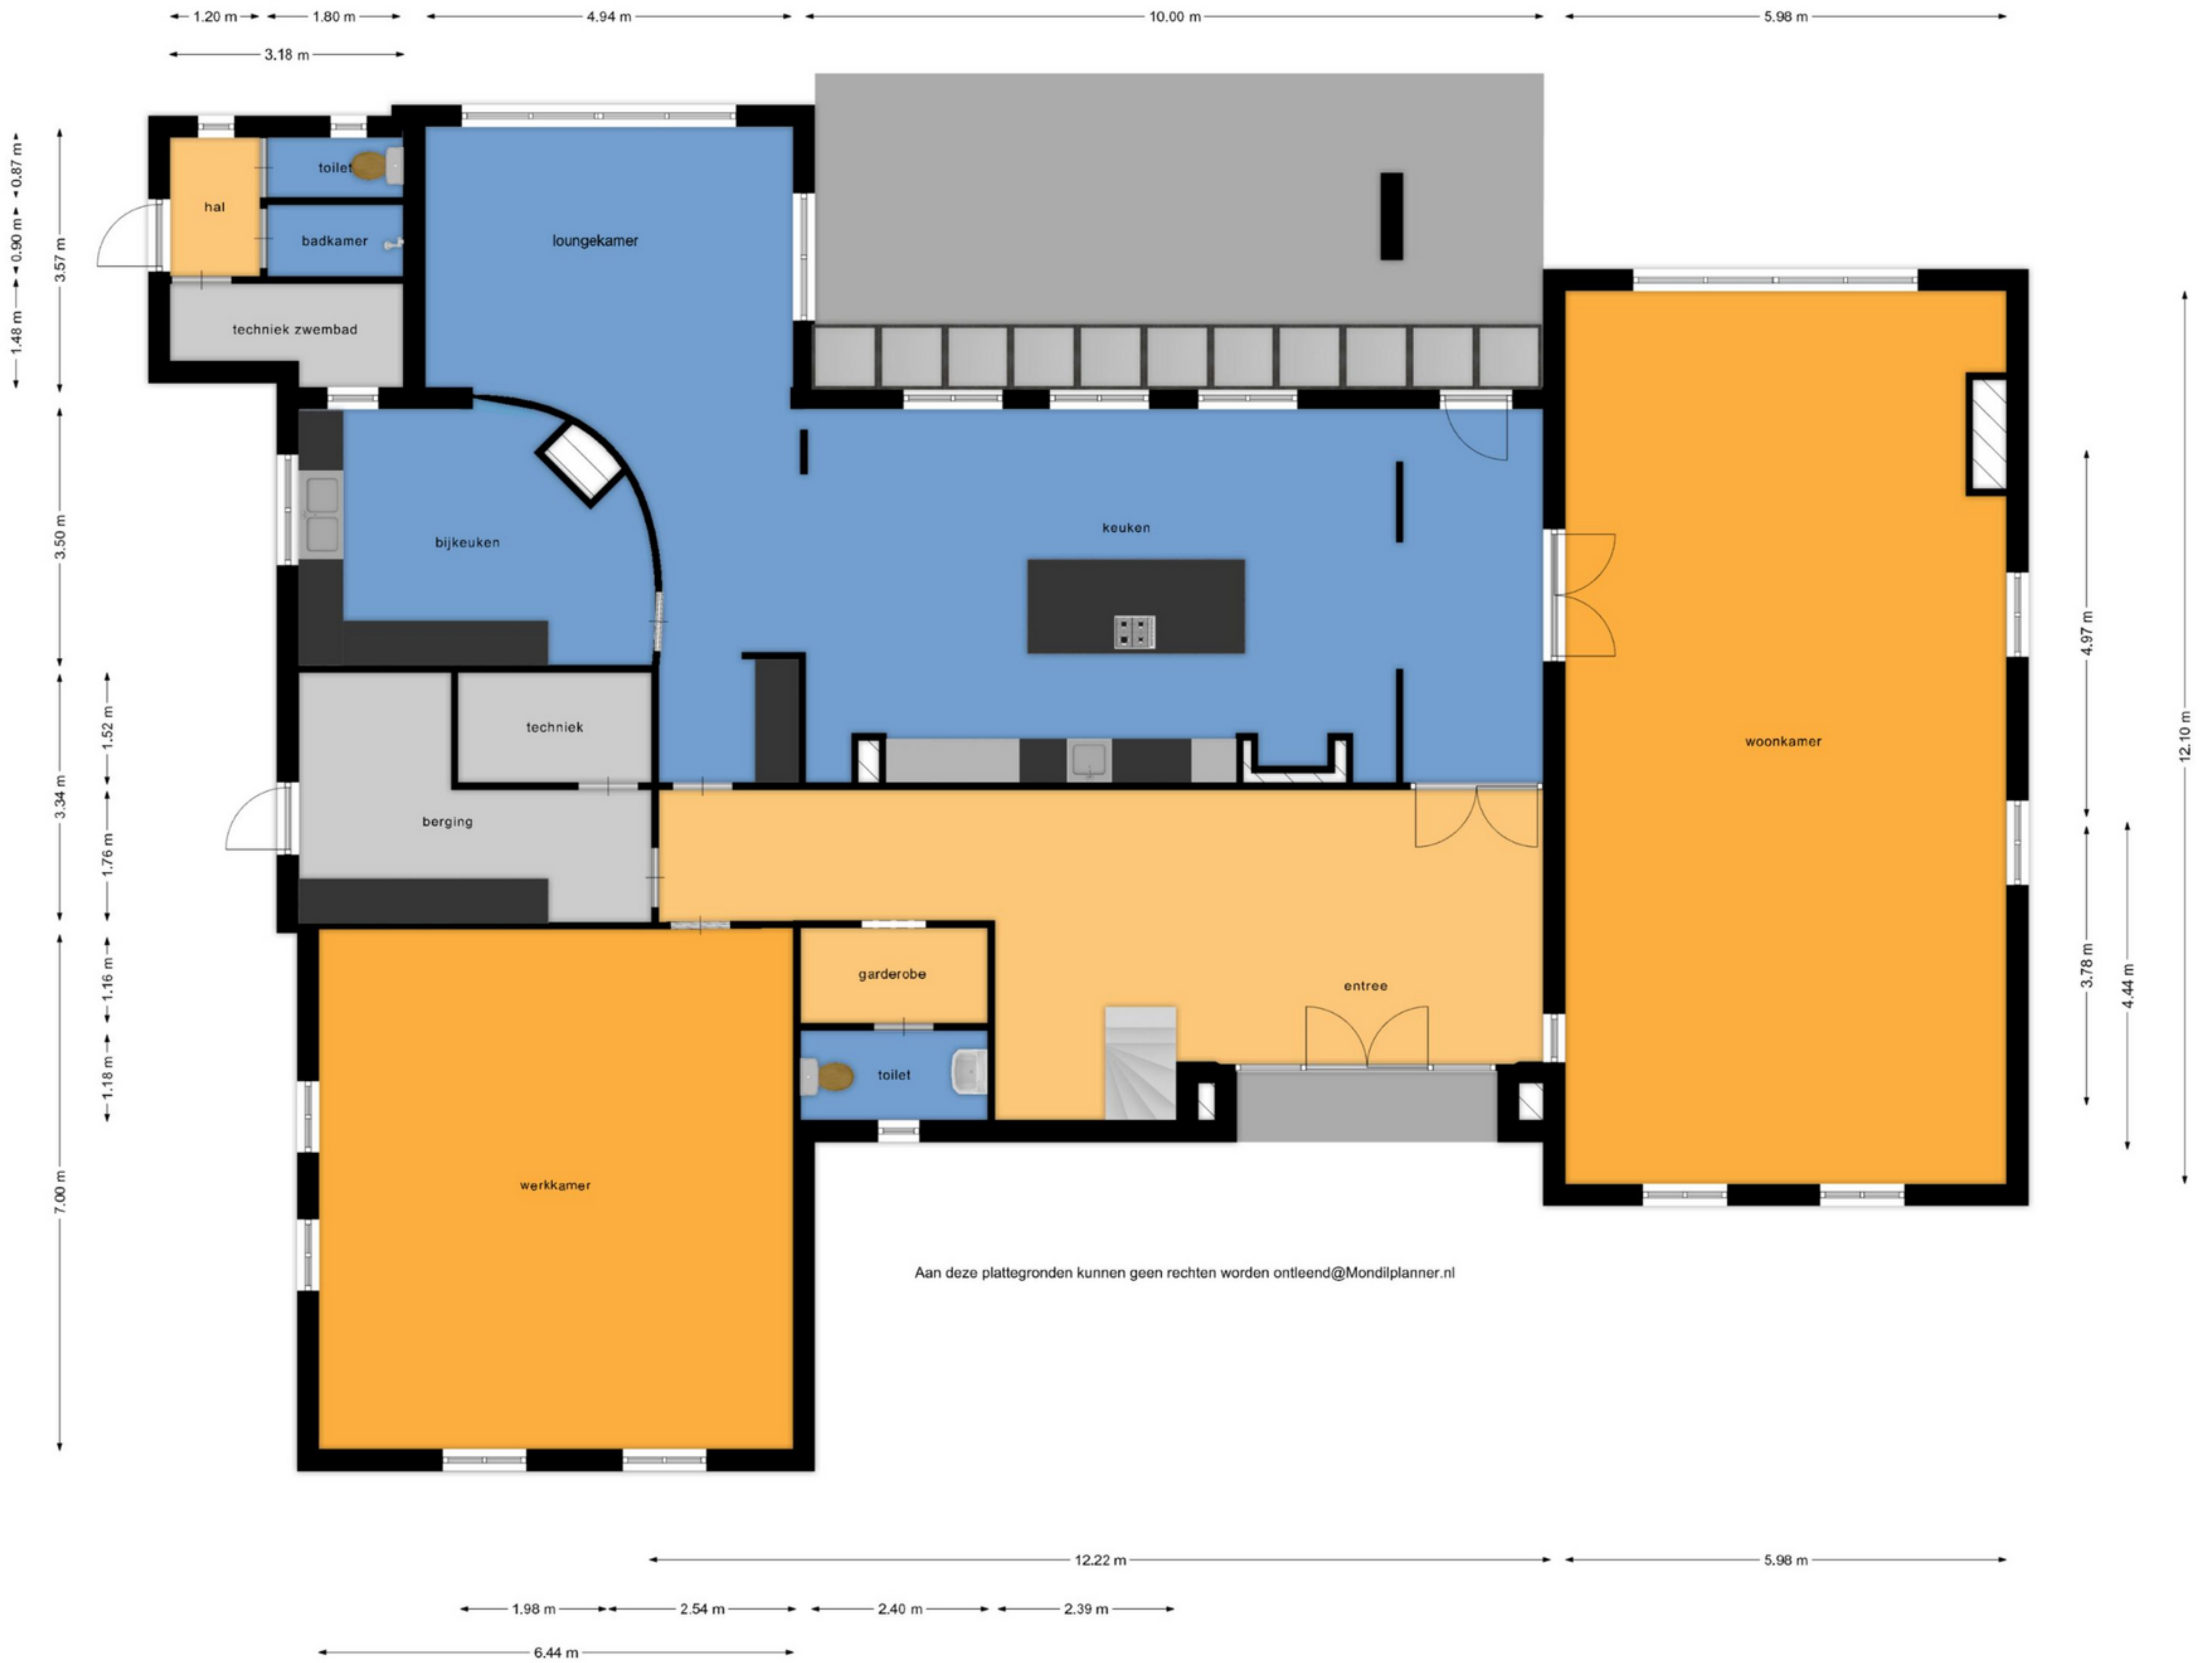 1.20 m
1.80 m
4.94 m
10.00 m
5.98 m
3.18 m
0.87 m
0.90 m
1.48 m
3.57 m
3.50 m
3.34 m
7.00 m
1.52 m
1.76 m
1.16 m
1.18 m
toilet
hal
badkamer
loungekamer
techniek zwembad
keuken
bijkeuken
techniek
woonkamer
berging
garderobe
entree
toilet
werkkamer
4.97 m
3.78 m
4.44 m
12.10 m
Aan deze plattegronden kunnen geen rechten worden ontleend@Mondilplanner.nl
12.22 m
5.98 m
1.98 m
2.54 m
2.40 m
2.39 m
6.44 m